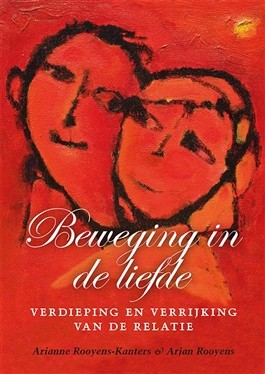 Beweging in
de liefde
VERDIEPING EN VERRIJKING
VAN DE RELATIE
Arianne Rooyens-Kanters & Arjan Rooyens